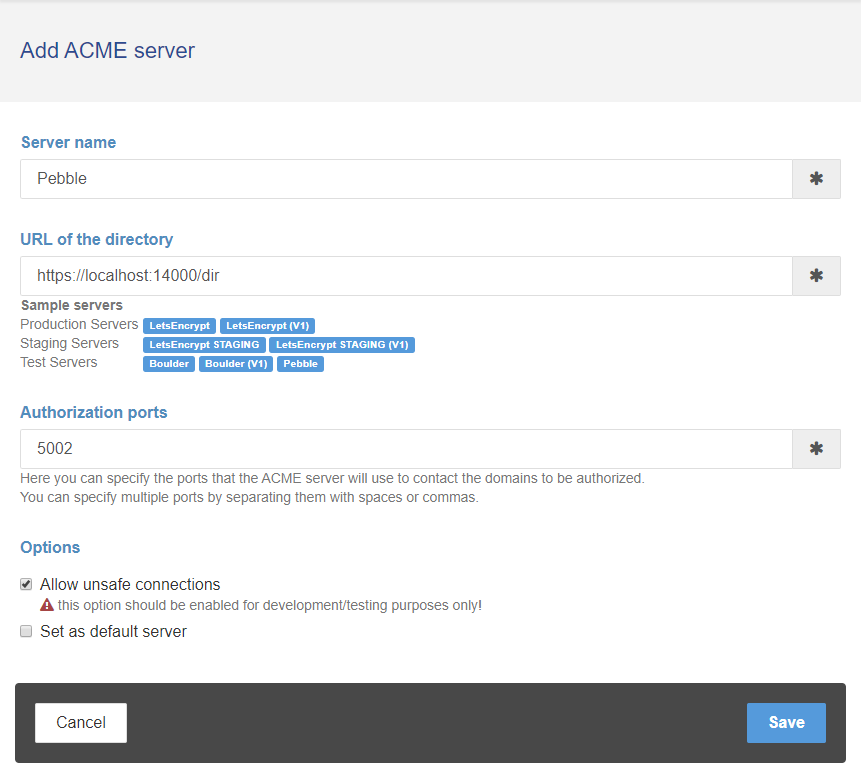 Add ACME server
Server name
Pebble
✱
URL of the directory
https://localhost:14000/dir
✱
Sample servers
Production Servers LetsEncrypt LetsEncrypt (V1)
Staging Servers LetsEncrypt STAGING LetsEncrypt STAGING (V1)
Test Servers Boulder Boulder (V1) Pebble
Authorization ports
5002
✱
Here you can specify the ports that the ACME server will use to contact the domains to be authorized.
You can specify multiple ports by separating them with spaces or commas.
Options
Allow unsafe connections
this option should be enabled for development/testing purposes only!
Set as default server
Cancel Save